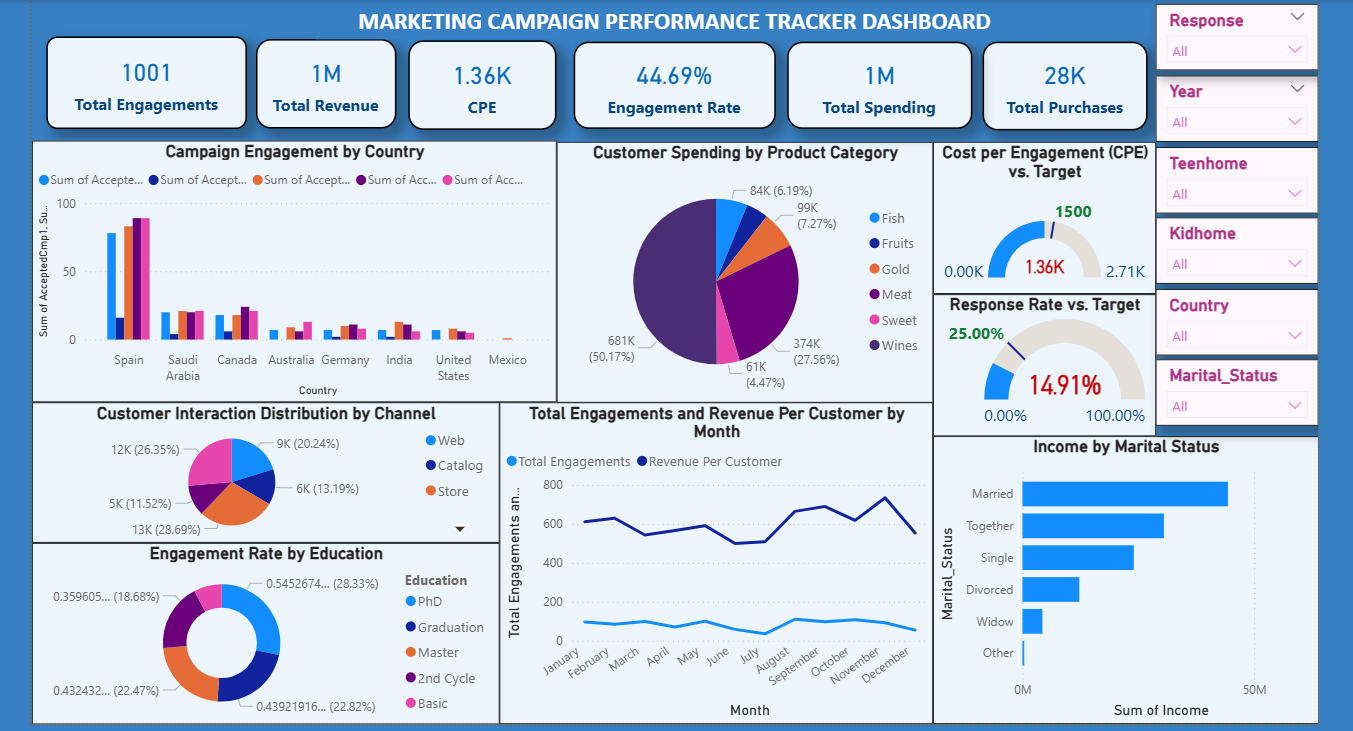 MARKETING CAMPAIGN PERFORMANCE TRACKER DASHBOARD
1001
Total Engagements
1M
Total Revenue
1.36K
CPE
44.69%
Engagement Rate
1M
Total Spending
28K
Total Purchases
Response
All
Year
All
Teenhome
All
Kidhome
All
Country
All
Marital_Status
All
Campaign Engagement by Country
Sum of Accepte... Sum of Accept... Sum of Accept... Sum of Acc... Sum of Acc...
Sum of AcceptedCmp1, Su...
100
50
0
Spain
Saudi
Arabia
Canada
Australia
Germany
India
United
States
Mexico
Country
Customer Spending by Product Category
84K (6.19%)
99K
(7.27%)
374K
(27.56%)
61K
(4.47%)
681K
(50.17%)
Fish
Fruits
Gold
Meat
Sweet
Wines
Cost per Engagement (CPE)
vs. Target
1500
0.00K
1.36K
2.71K
Response Rate vs. Target
25.00%
14.91%
0.00%
100.00%
Customer Interaction Distribution by Channel
12K (26.35%)
9K (20.24%)
6K (13.19%)
5K (11.52%)
13K (28.69%)
Web
Catalog
Store
Engagement Rate by Education
0.5452674... (28.33%)
0.359605... (18.68%)
0.432432... (22.47%)
0.43921916... (22.82%)
Education
PhD
Graduation
Master
2nd Cycle
Basic
Total Engagements and Revenue Per Customer by
Month
Total Engagements Revenue Per Customer
Total Engagements an...
800
600
400
200
0
January
February
March
April
May
June
July
August
September
October
November
December
Month
Income by Marital Status
Marital_Status
Married
Together
Single
Divorced
Widow
Other
0M
50M
Sum of Income